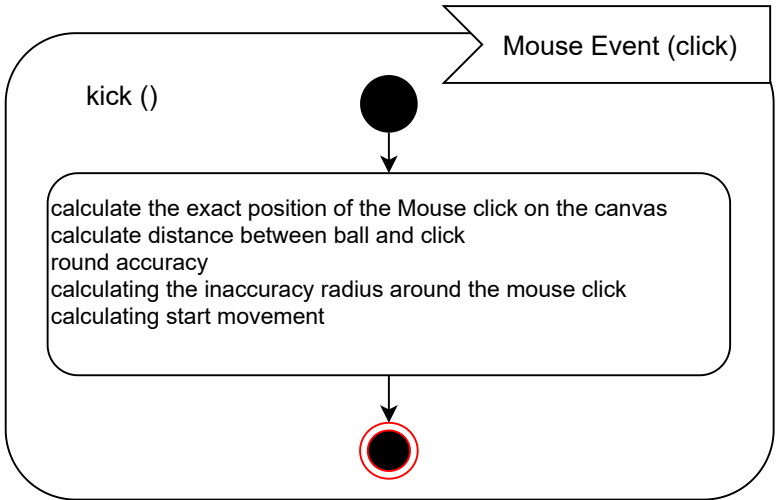 Mouse Event (click)
kick ()
calculate the exact position of the Mouse click on the canvas
calculate distance between ball and click
round accuracy
calculating the inaccuracy radius around the mouse click
calculating start movement